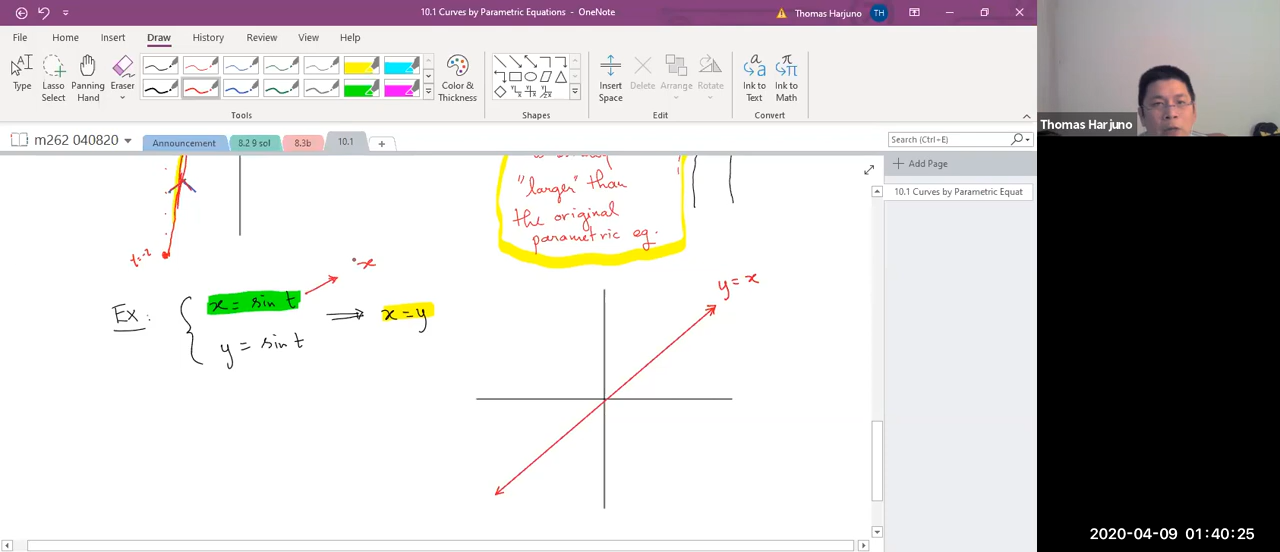 10.1 Curves by Parametric Equations - OneNote
Thomas Harjuno TH
File Home Insert Draw History Review View Help
Type
Lasso Select
Panning Hand
Eraser
Color & Thickness
Insert Space
Delete
Arrange
Rotate
Ink to Text
Ink to Math
Tools
Shapes
Edit
Convert
m262 040820
Announcement
8.2 9 sol
8.3b
10.1
Search (Ctrl+E)
Add Page
10.1 Curves by Parametric Equat
Thomas Harjuno
"larger" than
the original
parametric eq.
t=-2
x
Ex:
x = sin t
y = sin t
⇒ x = y
y = x
2020-04-09 01:40:25